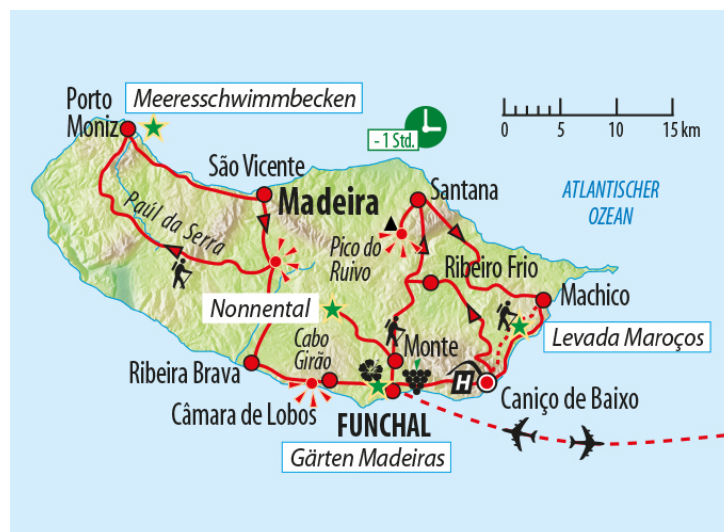 Porto
Moniz
Meeresschwimmbecken
- 1 Std.
0 5 10 15 km
São Vicente
Madeira
Santana
ATLANTISCHER
OZEAN
Paúl da Serra
Pico do
Ruivo
Ribeiro Frio
Nonnental
Machico
Cabo
Girão
Monte
Levada Maroços
Ribeira Brava
H
Caniço de Baixo
Câmara de Lobos
FUNCHAL
Gärten Madeiras